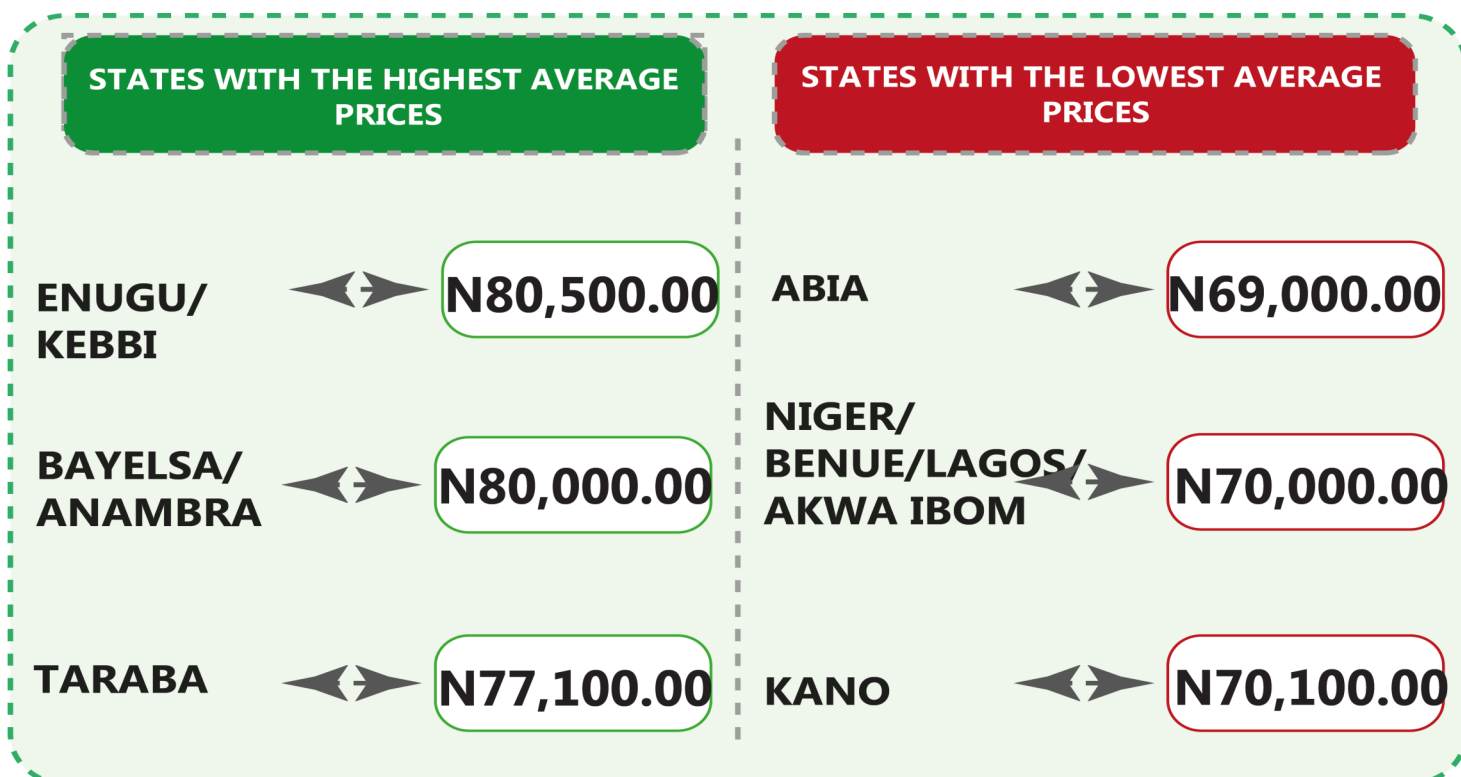 STATES WITH THE HIGHEST AVERAGE
PRICES
ENUGU/
KEBBI
N80,500.00
BAYELSA/
ANAMBRA
N80,000.00
TARABA
N77,100.00
STATES WITH THE LOWEST AVERAGE
PRICES
ABIA
N69,000.00
NIGER/
BENUE/LAGOS/
AKWA IBOM
N70,000.00
KANO
N70,100.00